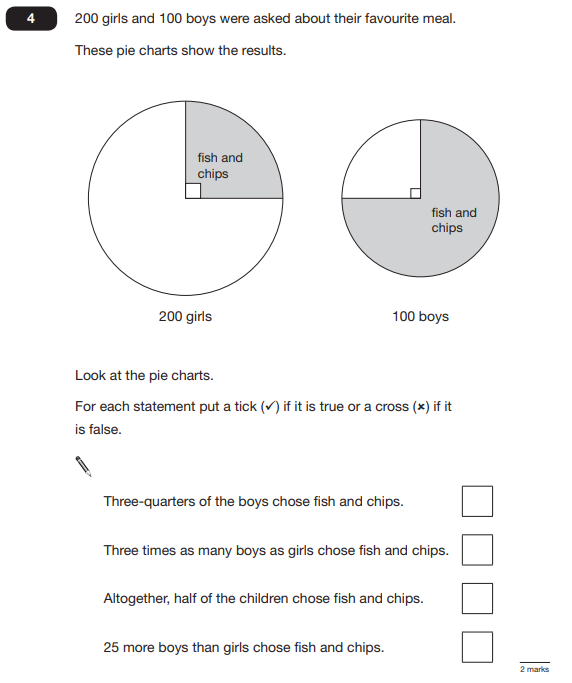 4
200 girls and 100 boys were asked about their favourite meal.
These pie charts show the results.
fish and
chips
fish and
chips
200 girls
100 boys
Look at the pie charts.
For each statement put a tick (✓) if it is true or a cross (✗) if it
is false.
Three-quarters of the boys chose fish and chips.
Three times as many boys as girls chose fish and chips.
Altogether, half of the children chose fish and chips.
25 more boys than girls chose fish and chips.
2 marks